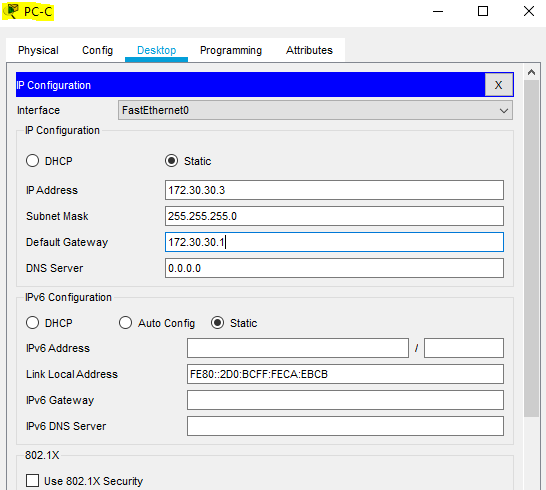 PC-C
Physical Config Desktop Programming Attributes
IP Configuration X
Interface FastEthernet0
IP Configuration
DHCP Static
IP Address 172.30.30.3
Subnet Mask 255.255.255.0
Default Gateway 172.30.30.1
DNS Server 0.0.0.0
IPv6 Configuration
DHCP Auto Config Static
IPv6 Address /
Link Local Address FE80::2D0:BCFF:FECA:EBCB
IPv6 Gateway
IPv6 DNS Server
802.1X
Use 802.1X Security